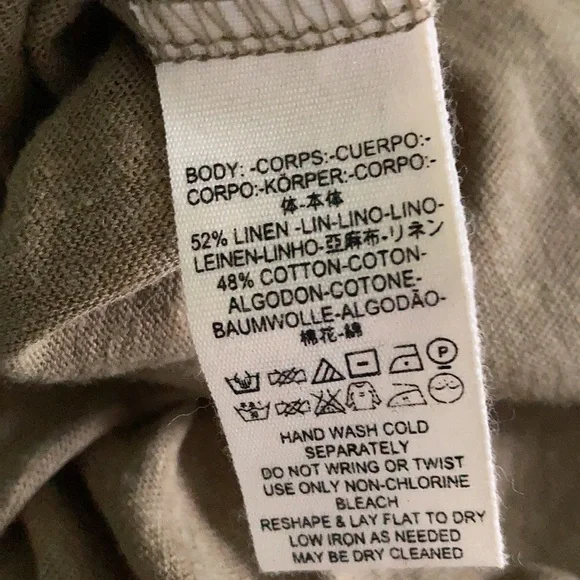 BODY: -CORPS:-CUERPO:-
CORPO:-KÖRPER:-CORPO:-
体-本体
52% LINEN -LIN-LINO-LINO-
LEINEN-LINHO-亞麻布-リネン
48% COTTON-COTON-
ALGODON-COTONE-
BAUMWOLLE-ALGODÃO-
棉花-綿
P
HAND WASH COLD
SEPARATELY
DO NOT WRING OR TWIST
USE ONLY NON-CHLORINE
BLEACH
RESHAPE & LAY FLAT TO DRY
LOW IRON AS NEEDED
MAY BE DRY CLEANED